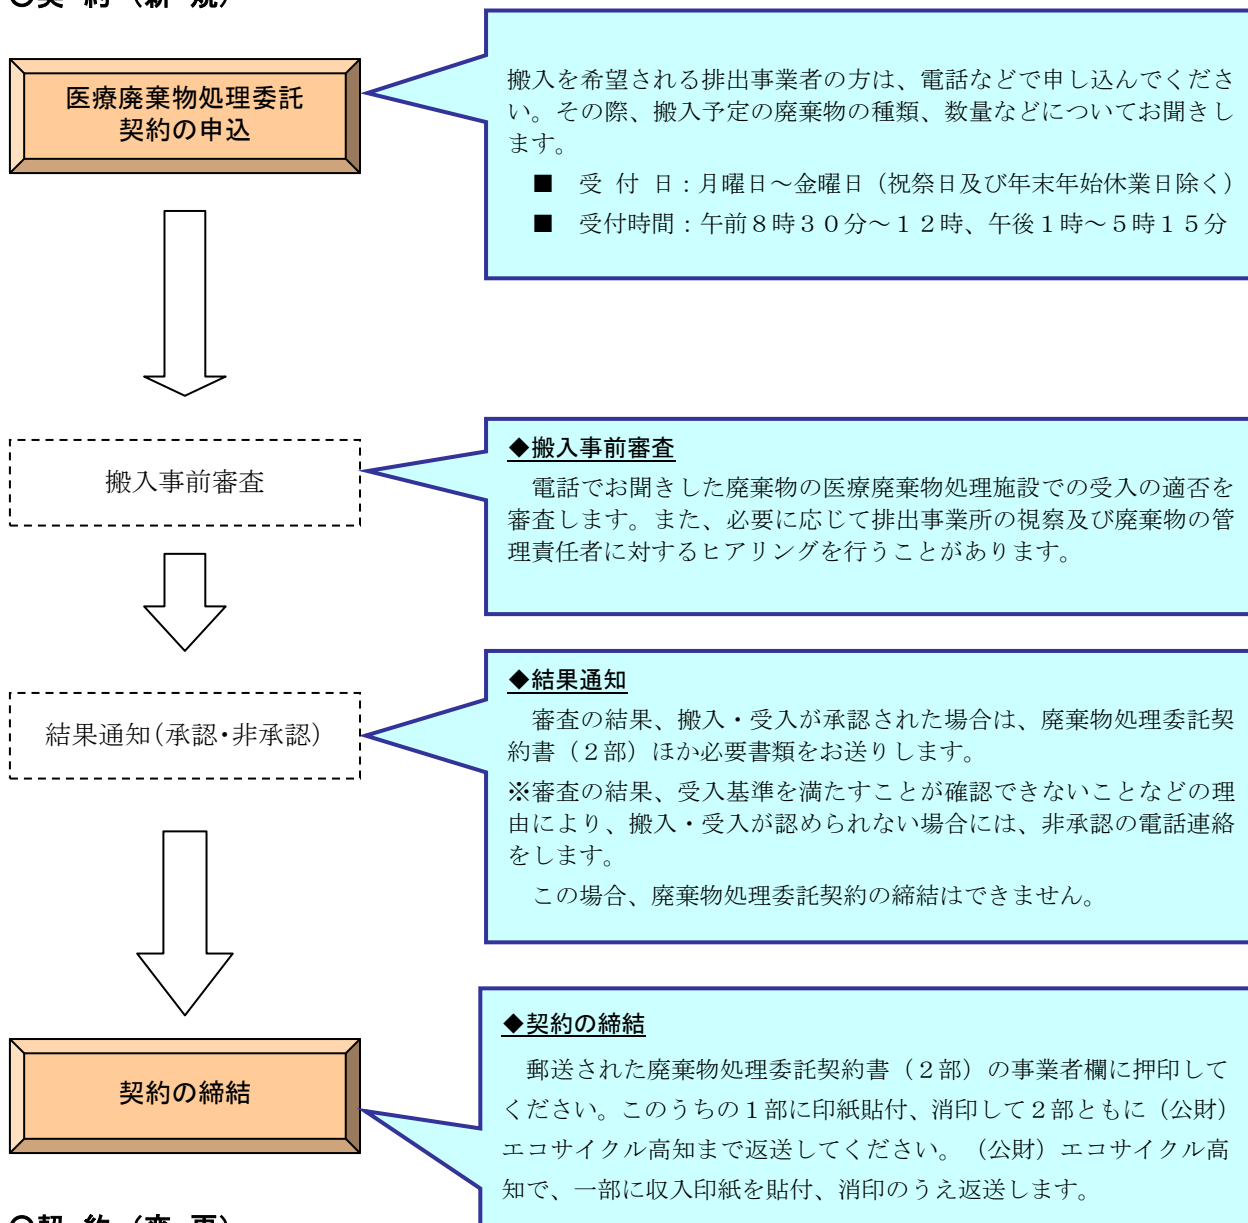 〇契 約（新 規）
医療廃棄物処理委託
契約の申込
搬入を希望される排出事業者の方は、電話などで申し込んでくださ
い。その際、搬入予定の廃棄物の種類、数量などについてお聞きし
ます。
■ 受 付 日：月曜日～金曜日（祝祭日及び年末年始休業日除く）
■ 受付時間：午前８時３０分～１２時、午後１時～５時１５分
搬入事前審査
◆搬入事前審査
電話でお聞きした廃棄物の医療廃棄物処理施設での受入の適否を
審査します。また、必要に応じて排出事業所の視察及び廃棄物の管
理責任者に対するヒアリングを行うことがあります。
結果通知（承認・非承認）
◆結果通知
審査の結果、搬入・受入が承認された場合は、廃棄物処理委託契
約書（２部）ほか必要書類をお送りします。
※審査の結果、受入基準を満たすことが確認できないことなどの理
由により、搬入・受入が認められない場合には、非承認の電話連絡
をします。
この場合、廃棄物処理委託契約の締結はできません。
契約の締結
◆契約の締結
郵送された廃棄物処理委託契約書（２部）の事業者欄に押印して
ください。このうちの１部に印紙貼付、消印して２部ともに（公財）
エコサイクル高知まで返送してください。（公財）エコサイクル高
知で、一部に収入印紙を貼付、消印のうえ返送します。
〇契 約（変 更）